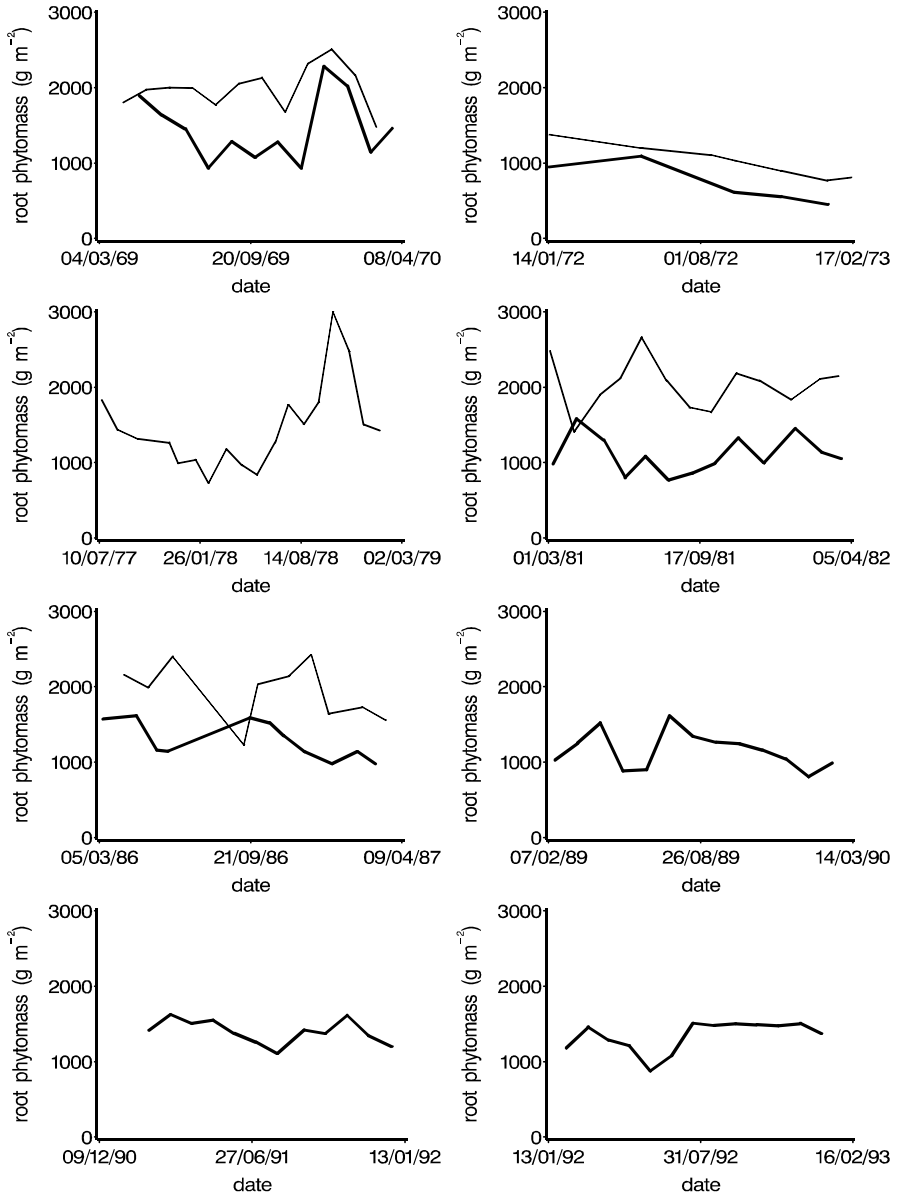 3000
2000
1000
0
root phytomass (g m⁻²)
04/03/69 20/09/69 08/04/70
date
3000
2000
1000
0
root phytomass (g m⁻²)
14/01/72 01/08/72 17/02/73
date
3000
2000
1000
0
root phytomass (g m⁻²)
10/07/77 26/01/78 14/08/78 02/03/79
date
3000
2000
1000
0
root phytomass (g m⁻²)
01/03/81 17/09/81 05/04/82
date
3000
2000
1000
0
root phytomass (g m⁻²)
05/03/86 21/09/86 09/04/87
date
3000
2000
1000
0
root phytomass (g m⁻²)
07/02/89 26/08/89 14/03/90
date
3000
2000
1000
0
root phytomass (g m⁻²)
09/12/90 27/06/91 13/01/92
date
3000
2000
1000
0
root phytomass (g m⁻²)
13/01/92 31/07/92 16/02/93
date